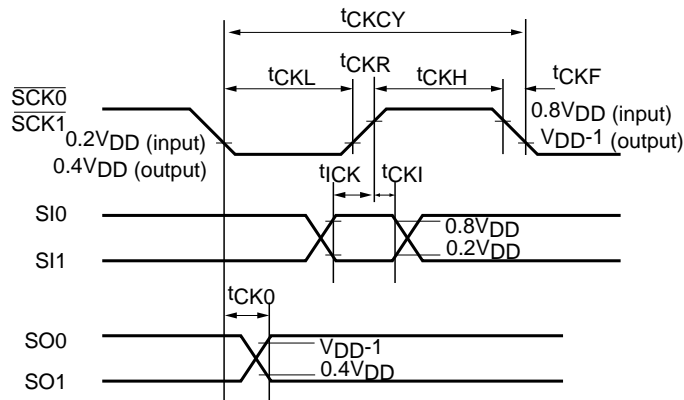 tCKCY
tCKR
tCKL
tCKH
tCKF
SCK0
SCK1
0.8VDD (input)
0.2VDD (input)
VDD-1 (output)
0.4VDD (output)
tICK
tCKI
SI0
0.8VDD
0.2VDD
SI1
tCK0
SO0
VDD-1
0.4VDD
SO1